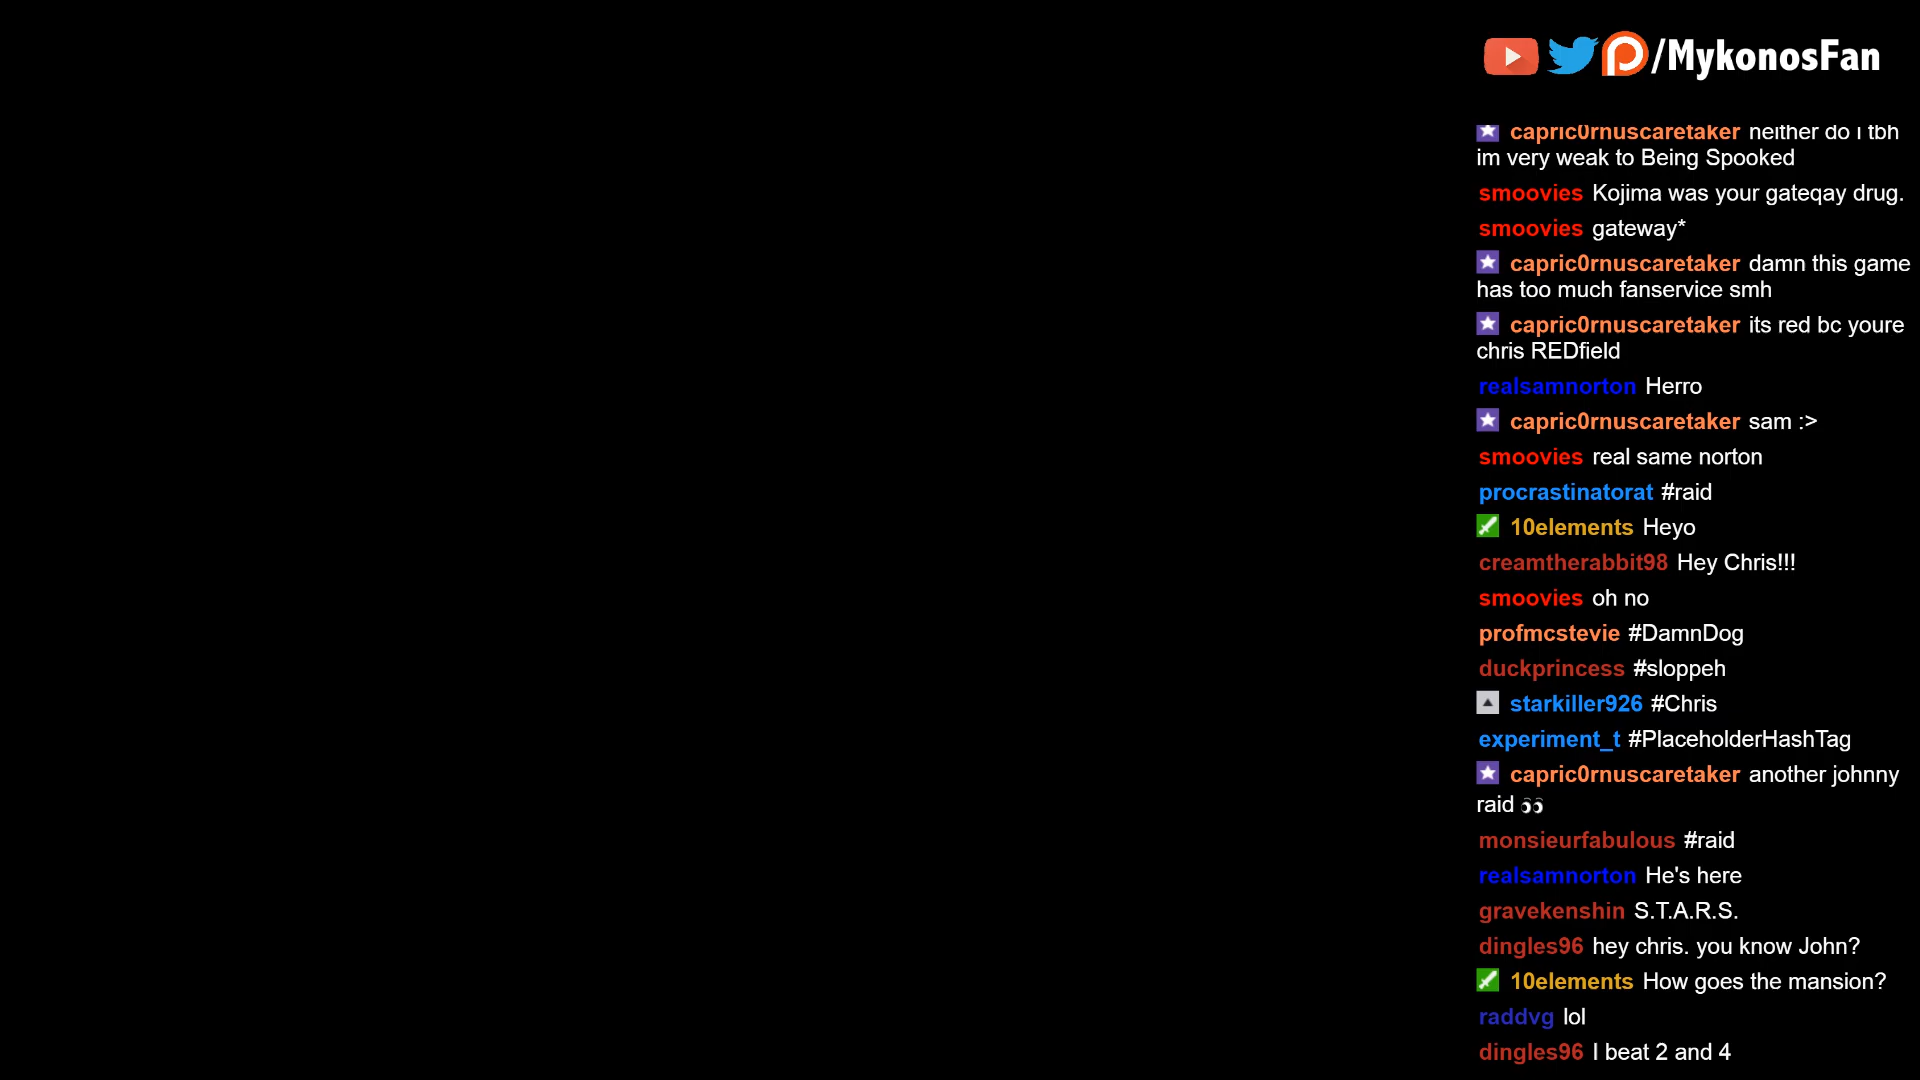 /MykonosFan
capric0rnuscaretaker neither do i tbh
im very weak to Being Spooked
smoovies Kojima was your gateqay drug.
smoovies gateway*
capric0rnuscaretaker damn this game
has too much fanservice smh
capric0rnuscaretaker its red bc youre
chris REDfield
realsamnorton Herro
capric0rnuscaretaker sam :>
smoovies real same norton
procrastinatorat #raid
10elements Heyo
creamtherabbit98 Hey Chris!!!
smoovies oh no
profmcstevie #DamnDog
duckprincess #sloppeh
starkiller926 #Chris
experiment_t #PlaceholderHashTag
capric0rnuscaretaker another johnny
raid 👀
monsieurfabulous #raid
realsamnorton He's here
gravekenshin S.T.A.R.S.
dingles96 hey chris. you know John?
10elements How goes the mansion?
raddvg lol
dingles96 I beat 2 and 4